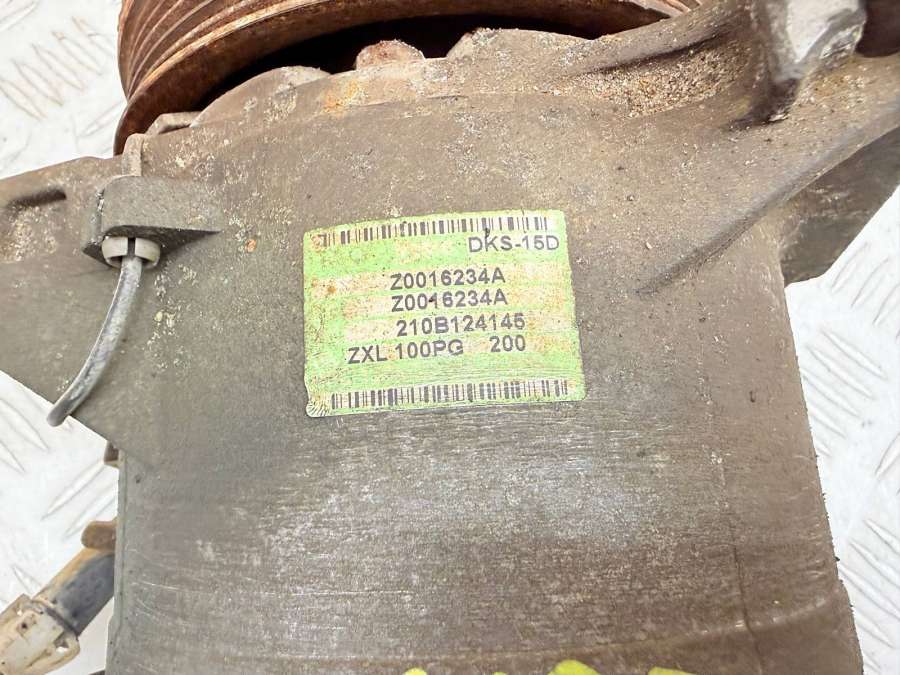 DKS-15D
Z0016234A
Z0016234A
210B124145
ZXL 100PG 200